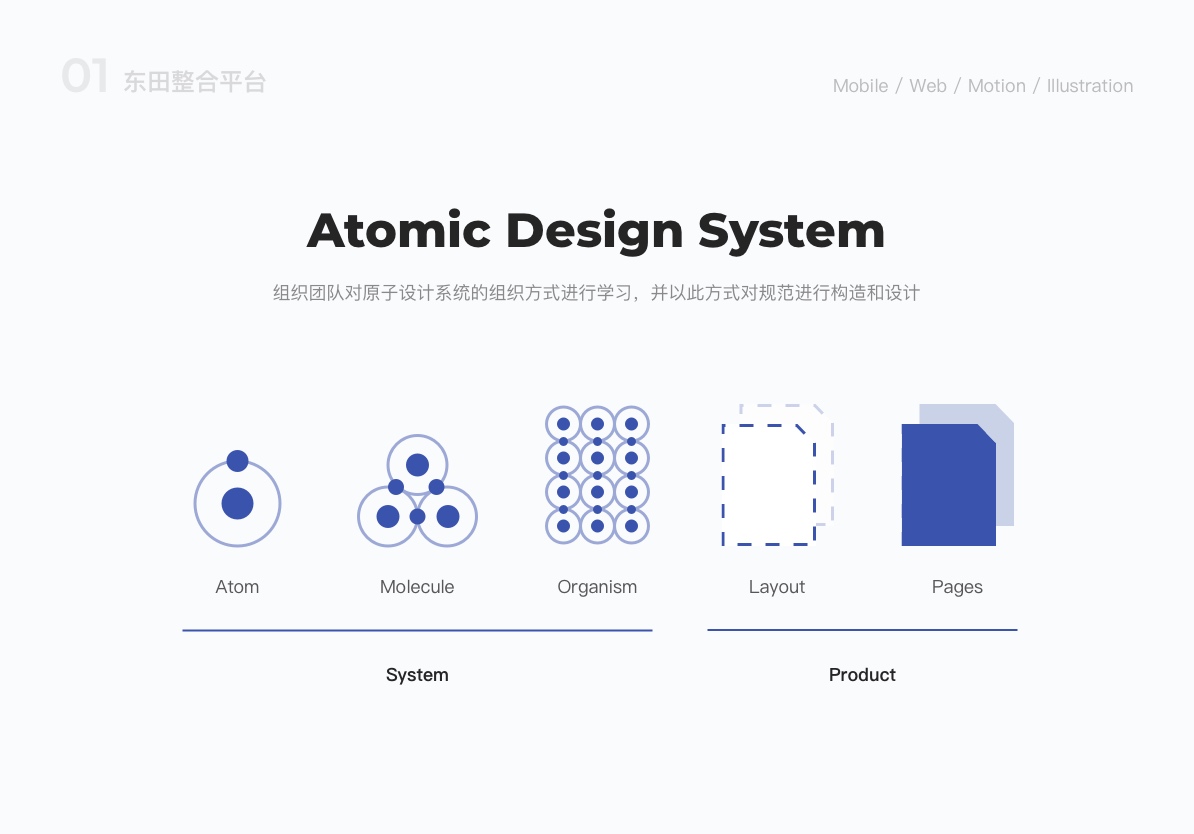 01 东田整合平台
Mobile / Web / Motion / Illustration
Atomic Design System
组织团队对原子设计系统的组织方式进行学习，并以此方式对规范进行构造和设计
Atom
Molecule
Organism
Layout
Pages
System
Product